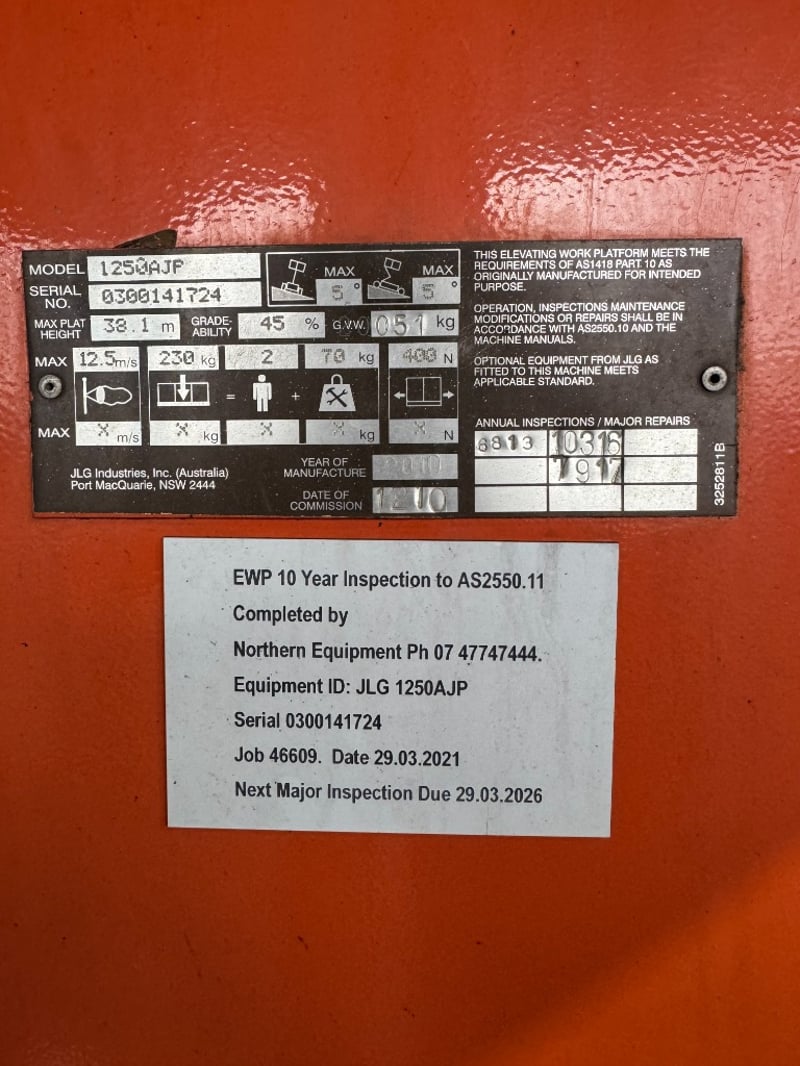 MODEL 1250AJP
SERIAL NO. 0300141724
MAX 5° MAX 5°
MAX PLAT HEIGHT 38.1 m GRADE-ABILITY 45 % G.V.W. kg
MAX 12.5m/s 230 kg 2 70 kg 400 N
= +
MAX X m/s X kg X X kg X N
JLG Industries, Inc. (Australia)
Port MacQuarie, NSW 2444
YEAR OF MANUFACTURE 2010
DATE OF COMMISSION 1210
THIS ELEVATING WORK PLATFORM MEETS THE
REQUIREMENTS OF AS1418 PART 10 AS
ORIGINALLY MANUFACTURED FOR INTENDED
PURPOSE.
OPERATION, INSPECTIONS MAINTENANCE
MODIFICATIONS OR REPAIRS SHALL BE IN
ACCORDANCE WITH AS2550.10 AND THE
MACHINE MANUALS.
OPTIONAL EQUIPMENT FROM JLG AS
FITTED TO THIS MACHINE MEETS
APPLICABLE STANDARD.
ANNUAL INSPECTIONS / MAJOR REPAIRS
6813 10316
7917
3252811B
EWP 10 Year Inspection to AS2550.11
Completed by
Northern Equipment Ph 07 47747444.
Equipment ID: JLG 1250AJP
Serial 0300141724
Job 46609. Date 29.03.2021
Next Major Inspection Due 29.03.2026